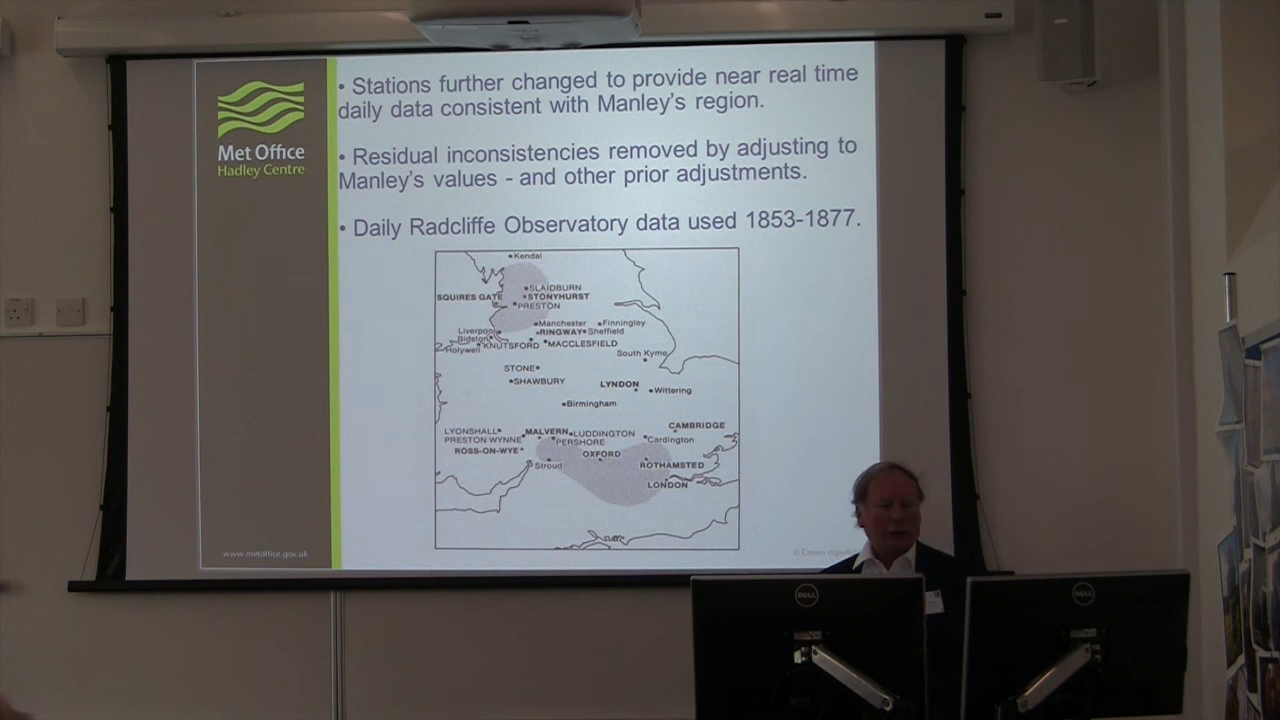 • Stations further changed to provide near real time
daily data consistent with Manley's region.
• Residual inconsistencies removed by adjusting to
Manley's values - and other prior adjustments.
• Daily Radcliffe Observatory data used 1853-1877.
Met Office
Hadley Centre
Kendal
SLAIDBURN
SQUIRES GATE
STONYHURST
PRESTON
Manchester
Finningley
Liverpool
RINGWAY
Sheffield
Bidston
KNUTSFORD
MACCLESFIELD
Holywell
South Kyme
STONE
SHAWBURY
LYNDON
Wittering
Birmingham
CAMBRIDGE
LYONSHALL
MALVERN
LUDDINGTON
PRESTON WYNNE
PERSHORE
Cardington
ROSS-ON-WYE
OXFORD
Stroud
ROTHAMSTED
LONDON
www.metoffice.gov.uk
© Crown
DELL
DELL